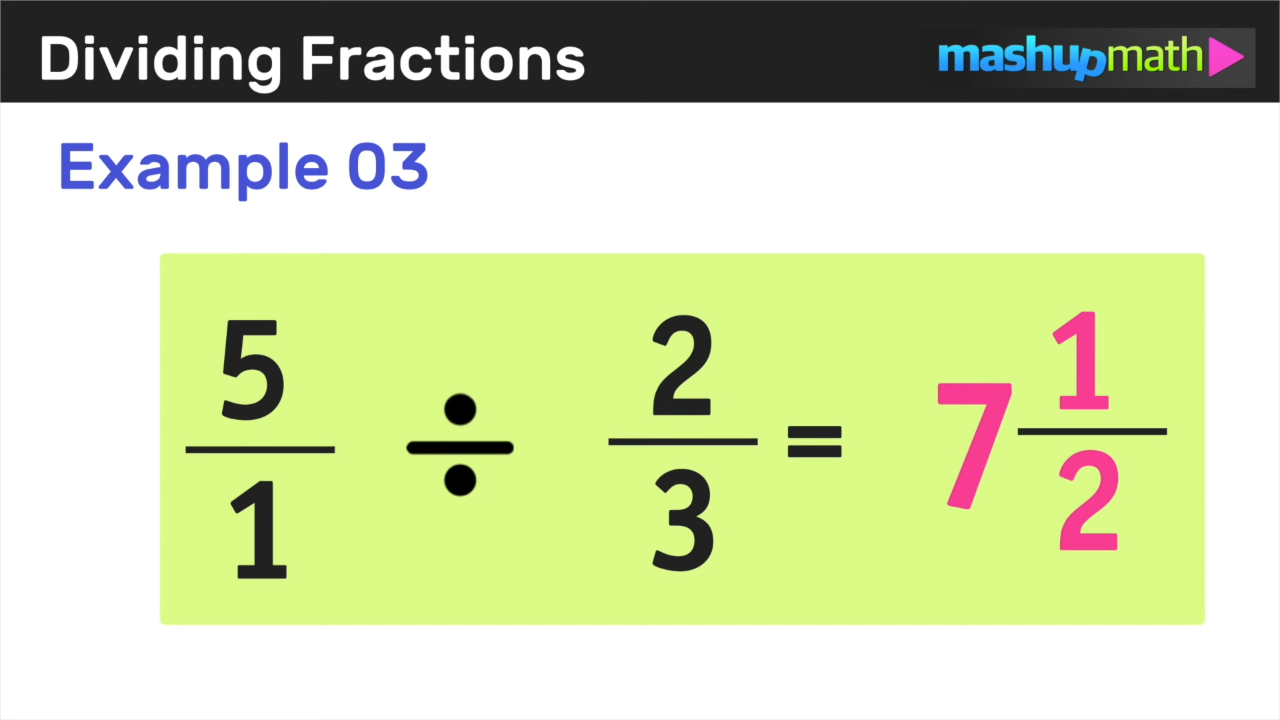 Dividing Fractions
mashupmath
Example 03
5/1 ÷ 2/3 = 7 1/2